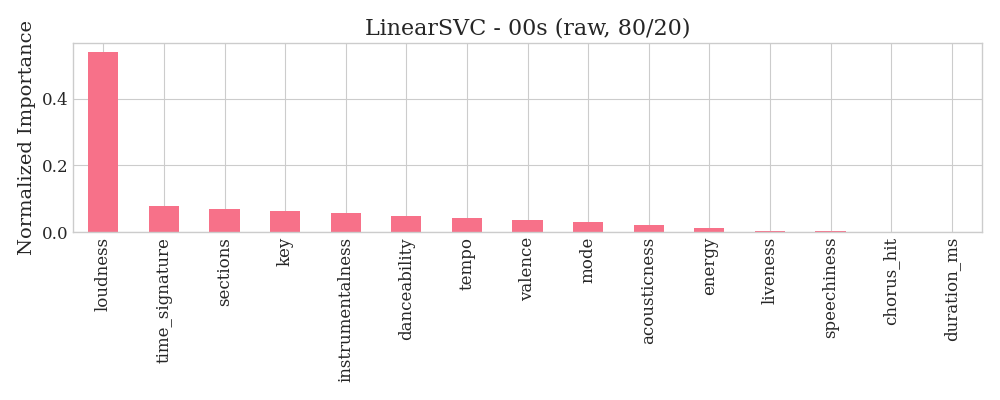 LinearSVC - 00s (raw, 80/20)
Normalized Importance
0.4
0.2
0.0
loudness
time_signature
sections
key
instrumentalness
danceability
tempo
valence
mode
acousticness
energy
liveness
speechiness
chorus_hit
duration_ms